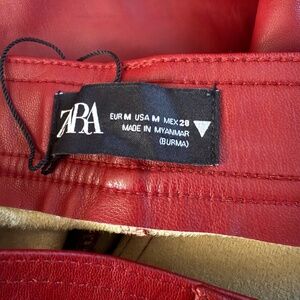 ZARA
EUR M USA M MEX 28
MADE IN MYANMAR
(BURMA)